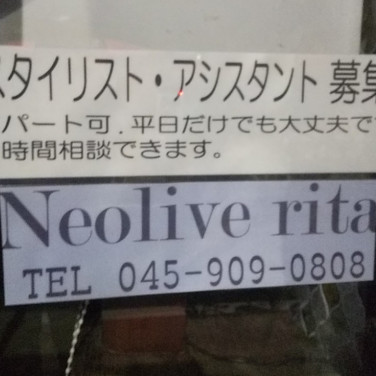 スタイリスト・アシスタント 募集
パート可．平日だけでも大丈夫で
時間相談できます。
Neolive rita
TEL 045-909-0808